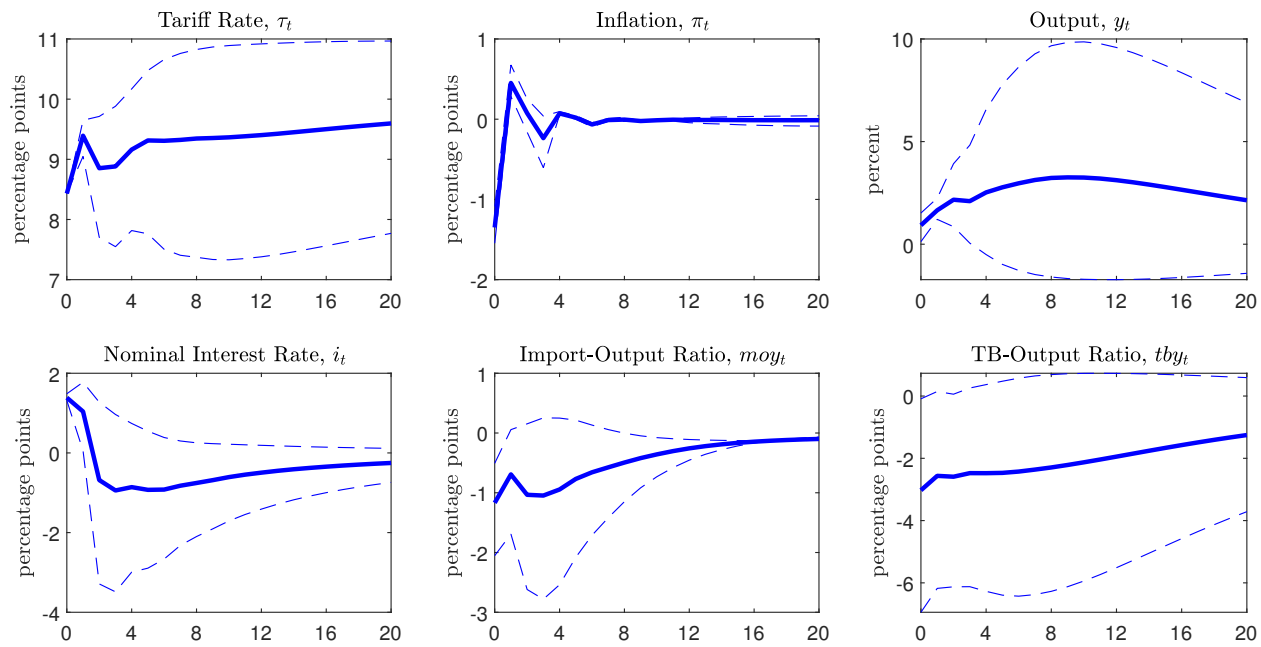 Tariff Rate, τt
percentage points
11
10
9
8
7
0 4 8 12 16 20
Inflation, πt
percentage points
1
0
-1
-2
0 4 8 12 16 20
Output, yt
percent
10
5
0
0 4 8 12 16 20
Nominal Interest Rate, it
percentage points
2
0
-2
-4
0 4 8 12 16 20
Import-Output Ratio, moyt
percentage points
1
0
-1
-2
-3
0 4 8 12 16 20
TB-Output Ratio, tbyt
percentage points
0
-2
-4
-6
0 4 8 12 16 20